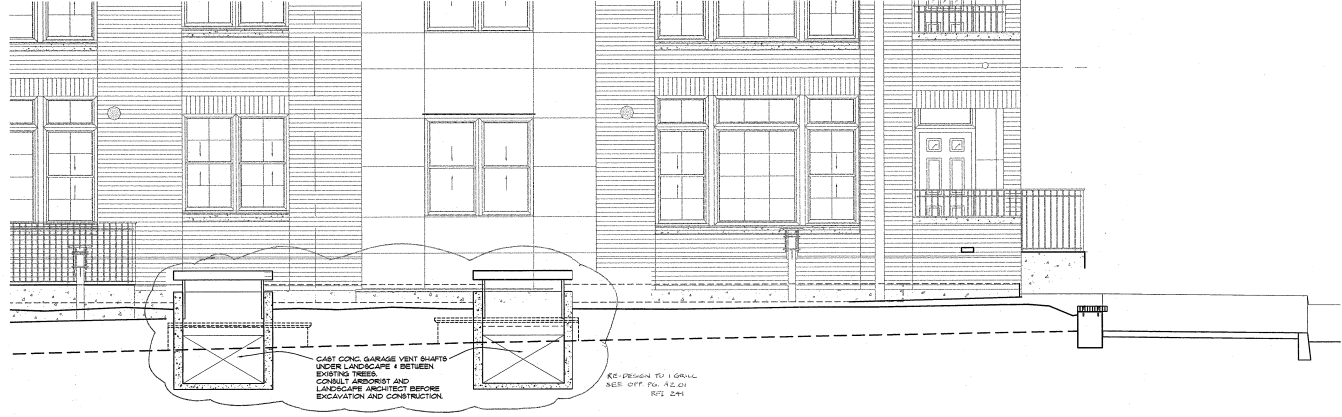 CAST CONC. GARAGE VENT SHAFTS
UNDER LANDSCAPE & BETWEEN
EXISTING TREES.
CONSULT ARBORIST AND
LANDSCAPE ARCHITECT BEFORE
EXCAVATION AND CONSTRUCTION.
RE-DESIGN TO 1 GRILL
SEE OPP. PG. A2.01
RFI 241